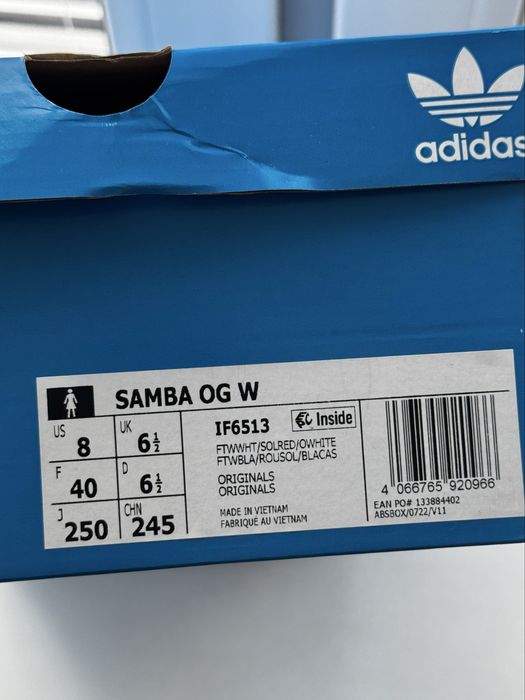 adidas
SAMBA OG W
US 8 UK 6½
F 40 D 6½
J 250 CHN 245
IF6513
Inside
FTWWHT/SOLRED/OWHITE
FTWBLA/ROUSOL/BLACAS
ORIGINALS
ORIGINALS
MADE IN VIETNAM
FABRIQUÉ AU VIETNAM
4 066765 920966
EAN PO# 133884402
ABSBOX/0722/V11